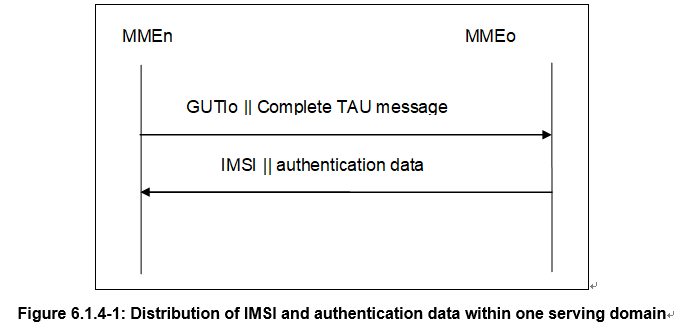 MMEn MMEo
GUTIo || Complete TAU message
IMSI || authentication data
Figure 6.1.4-1: Distribution of IMSI and authentication data within one serving domain